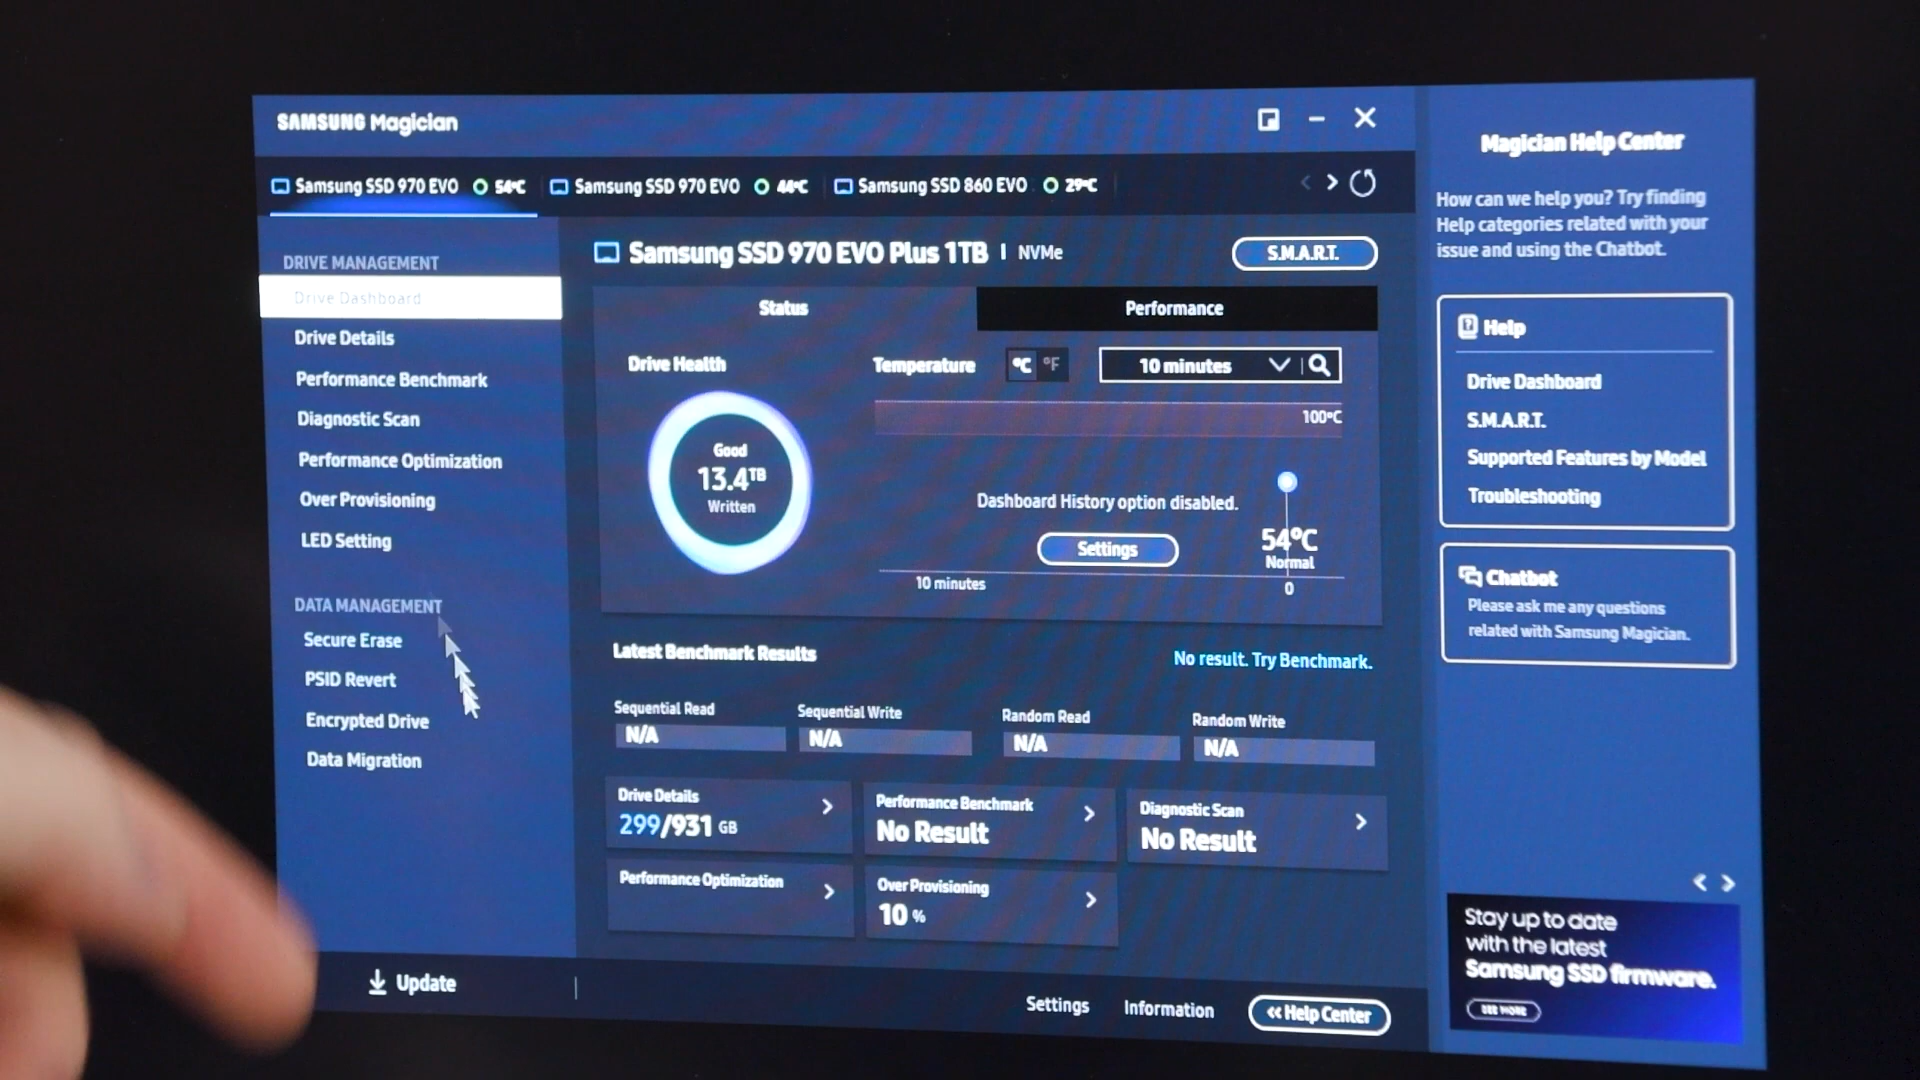 SAMSUNG Magician
Samsung SSD 970 EVO 54°C
Samsung SSD 970 EVO 44°C
Samsung SSD 860 EVO 29°C
DRIVE MANAGEMENT
Drive Dashboard
Drive Details
Performance Benchmark
Diagnostic Scan
Performance Optimization
Over Provisioning
LED Setting
DATA MANAGEMENT
Secure Erase
PSID Revert
Encrypted Drive
Data Migration
Update
Samsung SSD 970 EVO Plus 1TB | NVMe
S.M.A.R.T.
Status
Performance
Drive Health
Good
13.4TB
Written
Temperature
°C °F
10 minutes
100°C
Dashboard History option disabled.
Settings
54°C
Normal
10 minutes
0
Latest Benchmark Results
No result. Try Benchmark.
Sequential Read
N/A
Sequential Write
N/A
Random Read
N/A
Random Write
N/A
Drive Details
299/931 GB
Performance Benchmark
No Result
Diagnostic Scan
No Result
Performance Optimization
Over Provisioning
10 %
Settings
Information
Help Center
Magician Help Center
How can we help you? Try finding
Help categories related with your
issue and using the Chatbot.
Help
Drive Dashboard
S.M.A.R.T.
Supported Features by Model
Troubleshooting
Chatbot
Please ask me any questions
related with Samsung Magician.
Stay up to date
with the latest
Samsung SSD firmware.
SEE MORE